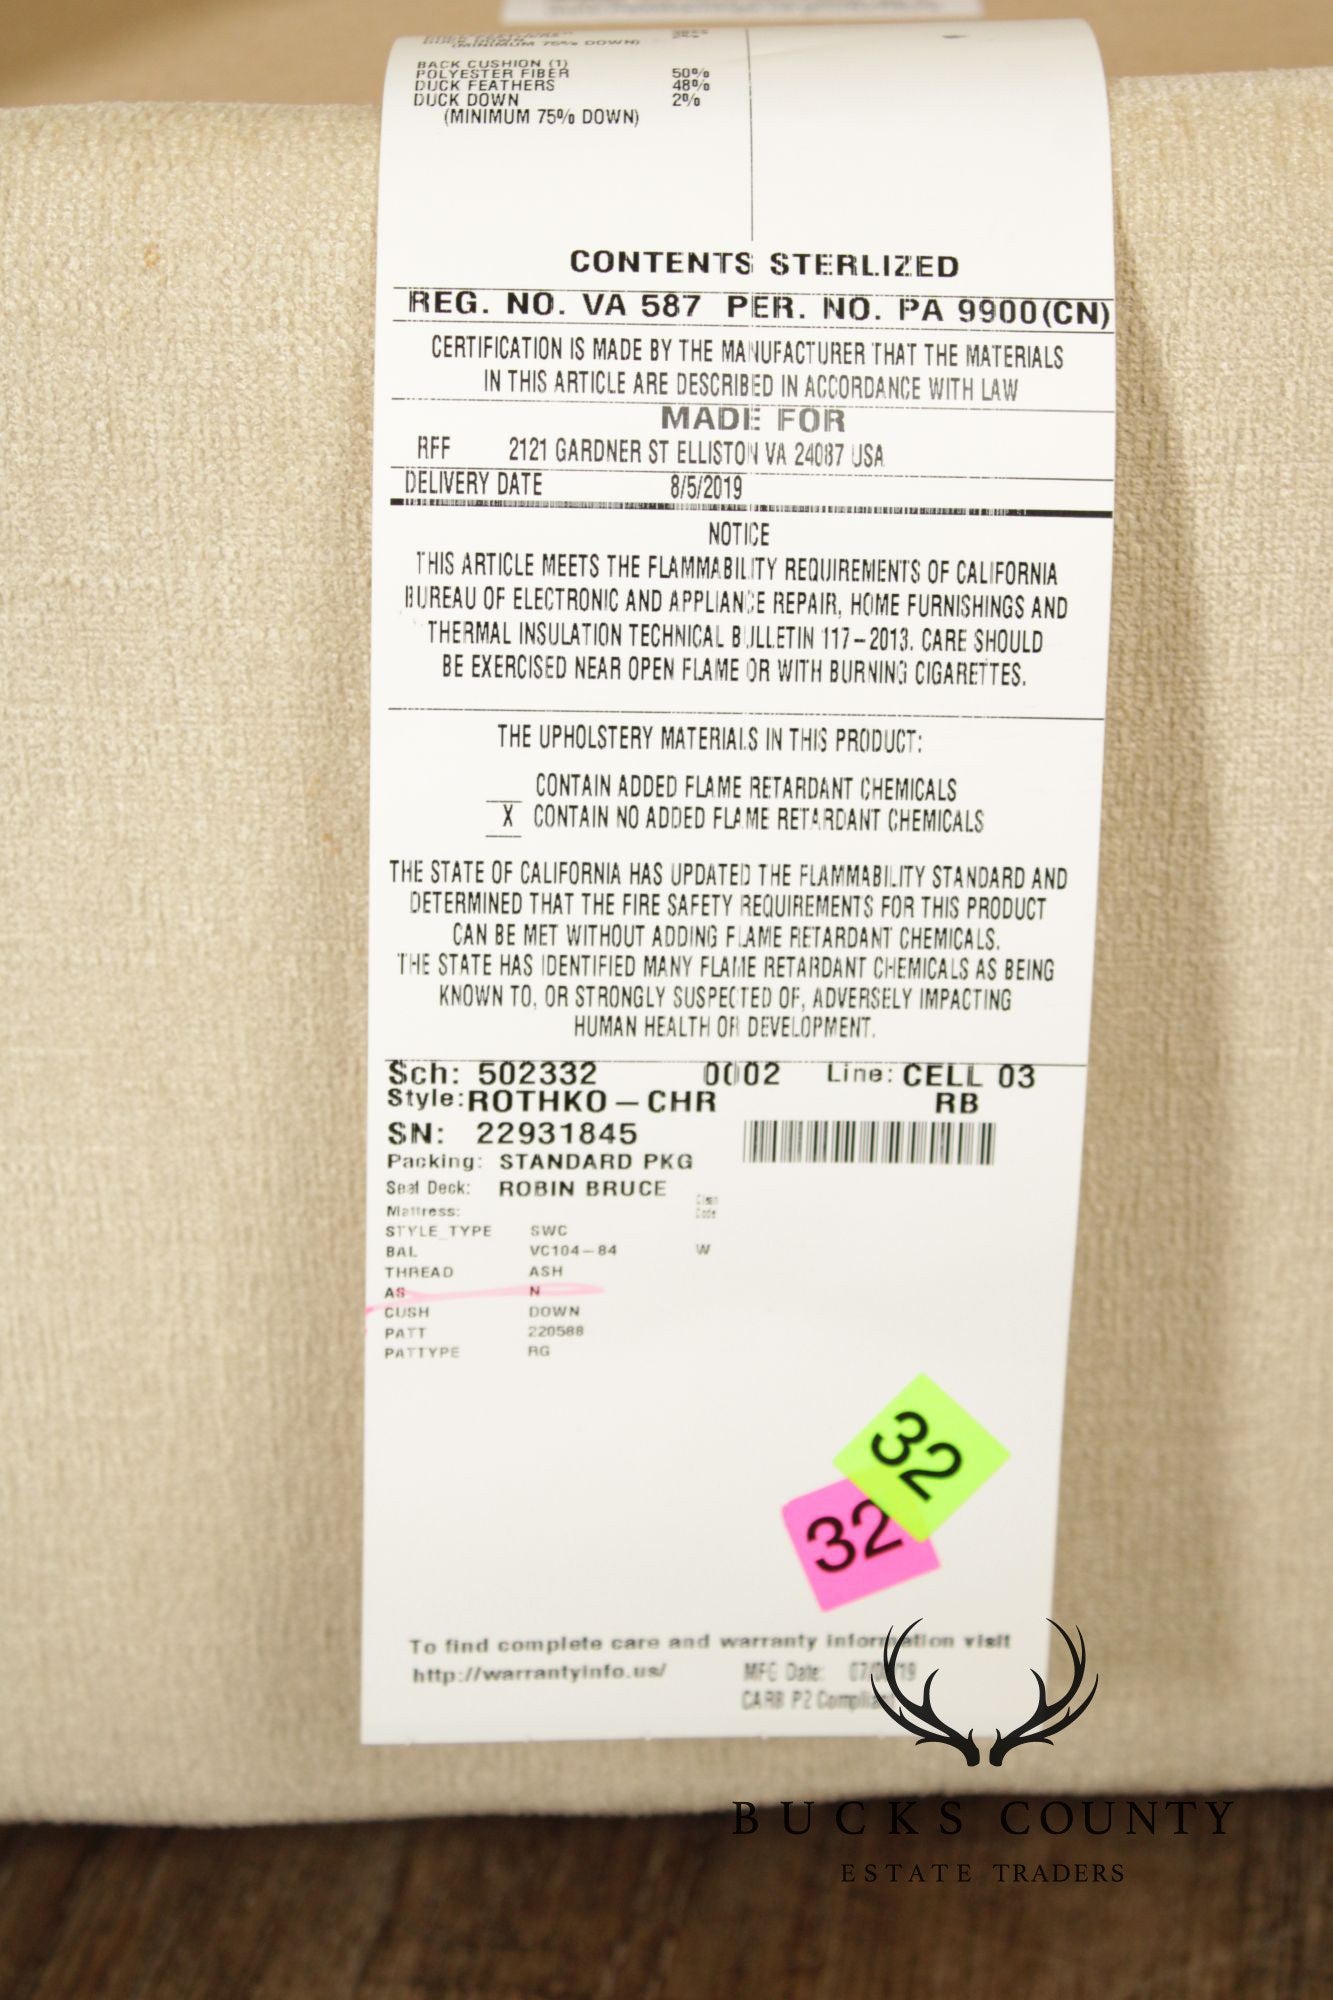 (MINIMUM 75% DOWN)
BACK CUSHION (1)
POLYESTER FIBER 50%
DUCK FEATHERS 48%
DUCK DOWN 2%
(MINIMUM 75% DOWN)
CONTENTS STERLIZED
REG. NO. VA 587 PER. NO. PA 9900(CN)
CERTIFICATION IS MADE BY THE MANUFACTURER THAT THE MATERIALS
IN THIS ARTICLE ARE DESCRIBED IN ACCORDANCE WITH LAW
MADE FOR
RFF 2121 GARDNER ST ELLISTON VA 24087 USA
DELIVERY DATE 8/5/2019
NOTICE
THIS ARTICLE MEETS THE FLAMMABILITY REQUIREMENTS OF CALIFORNIA
BUREAU OF ELECTRONIC AND APPLIANCE REPAIR, HOME FURNISHINGS AND
THERMAL INSULATION TECHNICAL BULLETIN 117-2013. CARE SHOULD
BE EXERCISED NEAR OPEN FLAME OR WITH BURNING CIGARETTES.
THE UPHOLSTERY MATERIALS IN THIS PRODUCT:
___ CONTAIN ADDED FLAME RETARDANT CHEMICALS
X CONTAIN NO ADDED FLAME RETARDANT CHEMICALS
THE STATE OF CALIFORNIA HAS UPDATED THE FLAMMABILITY STANDARD AND
DETERMINED THAT THE FIRE SAFETY REQUIREMENTS FOR THIS PRODUCT
CAN BE MET WITHOUT ADDING FLAME RETARDANT CHEMICALS.
THE STATE HAS IDENTIFIED MANY FLAME RETARDANT CHEMICALS AS BEING
KNOWN TO, OR STRONGLY SUSPECTED OF, ADVERSELY IMPACTING
HUMAN HEALTH OR DEVELOPMENT.
Sch: 502332 0002 Line: CELL 03
Style: ROTHKO-CHR RB
SN: 22931845
Packing: STANDARD PKG
Seat Deck: ROBIN BRUCE Clean
Mattress: Code
STYLE_TYPE SWC
BAL VC104-84 W
THREAD ASH
AS N
CUSH DOWN
PATT 220588
PATTYPE RG
32
32
To find complete care and warranty information visit
http://warrantyinfo.us/ MFG Date:
CARB P2 Compliant
BUCKS COUNTY
ESTATE TRADERS